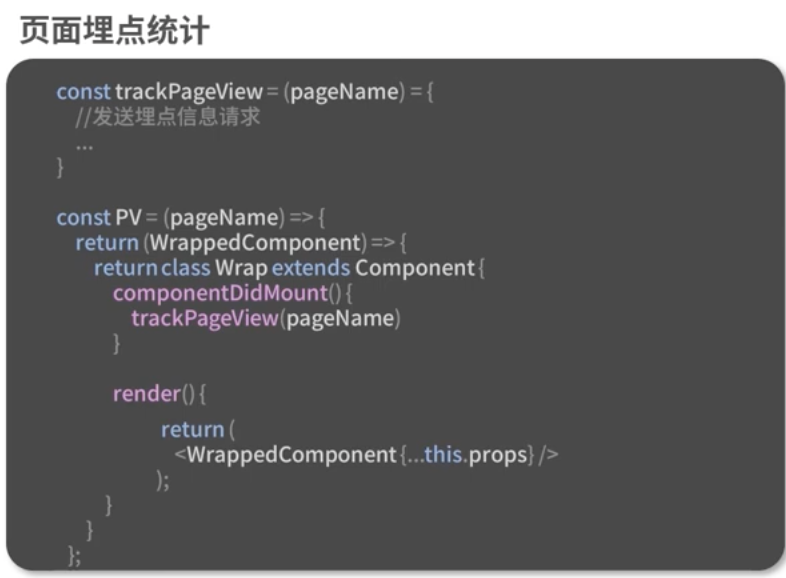 页面埋点统计
const trackPageView = (pageName) = {
//发送埋点信息请求
...
}
const PV = (pageName) => {
return (WrappedComponent) => {
return class Wrap extends Component {
componentDidMount() {
trackPageView(pageName)
}
render() {
return (
<WrappedComponent {...this.props} />
);
}
}
};